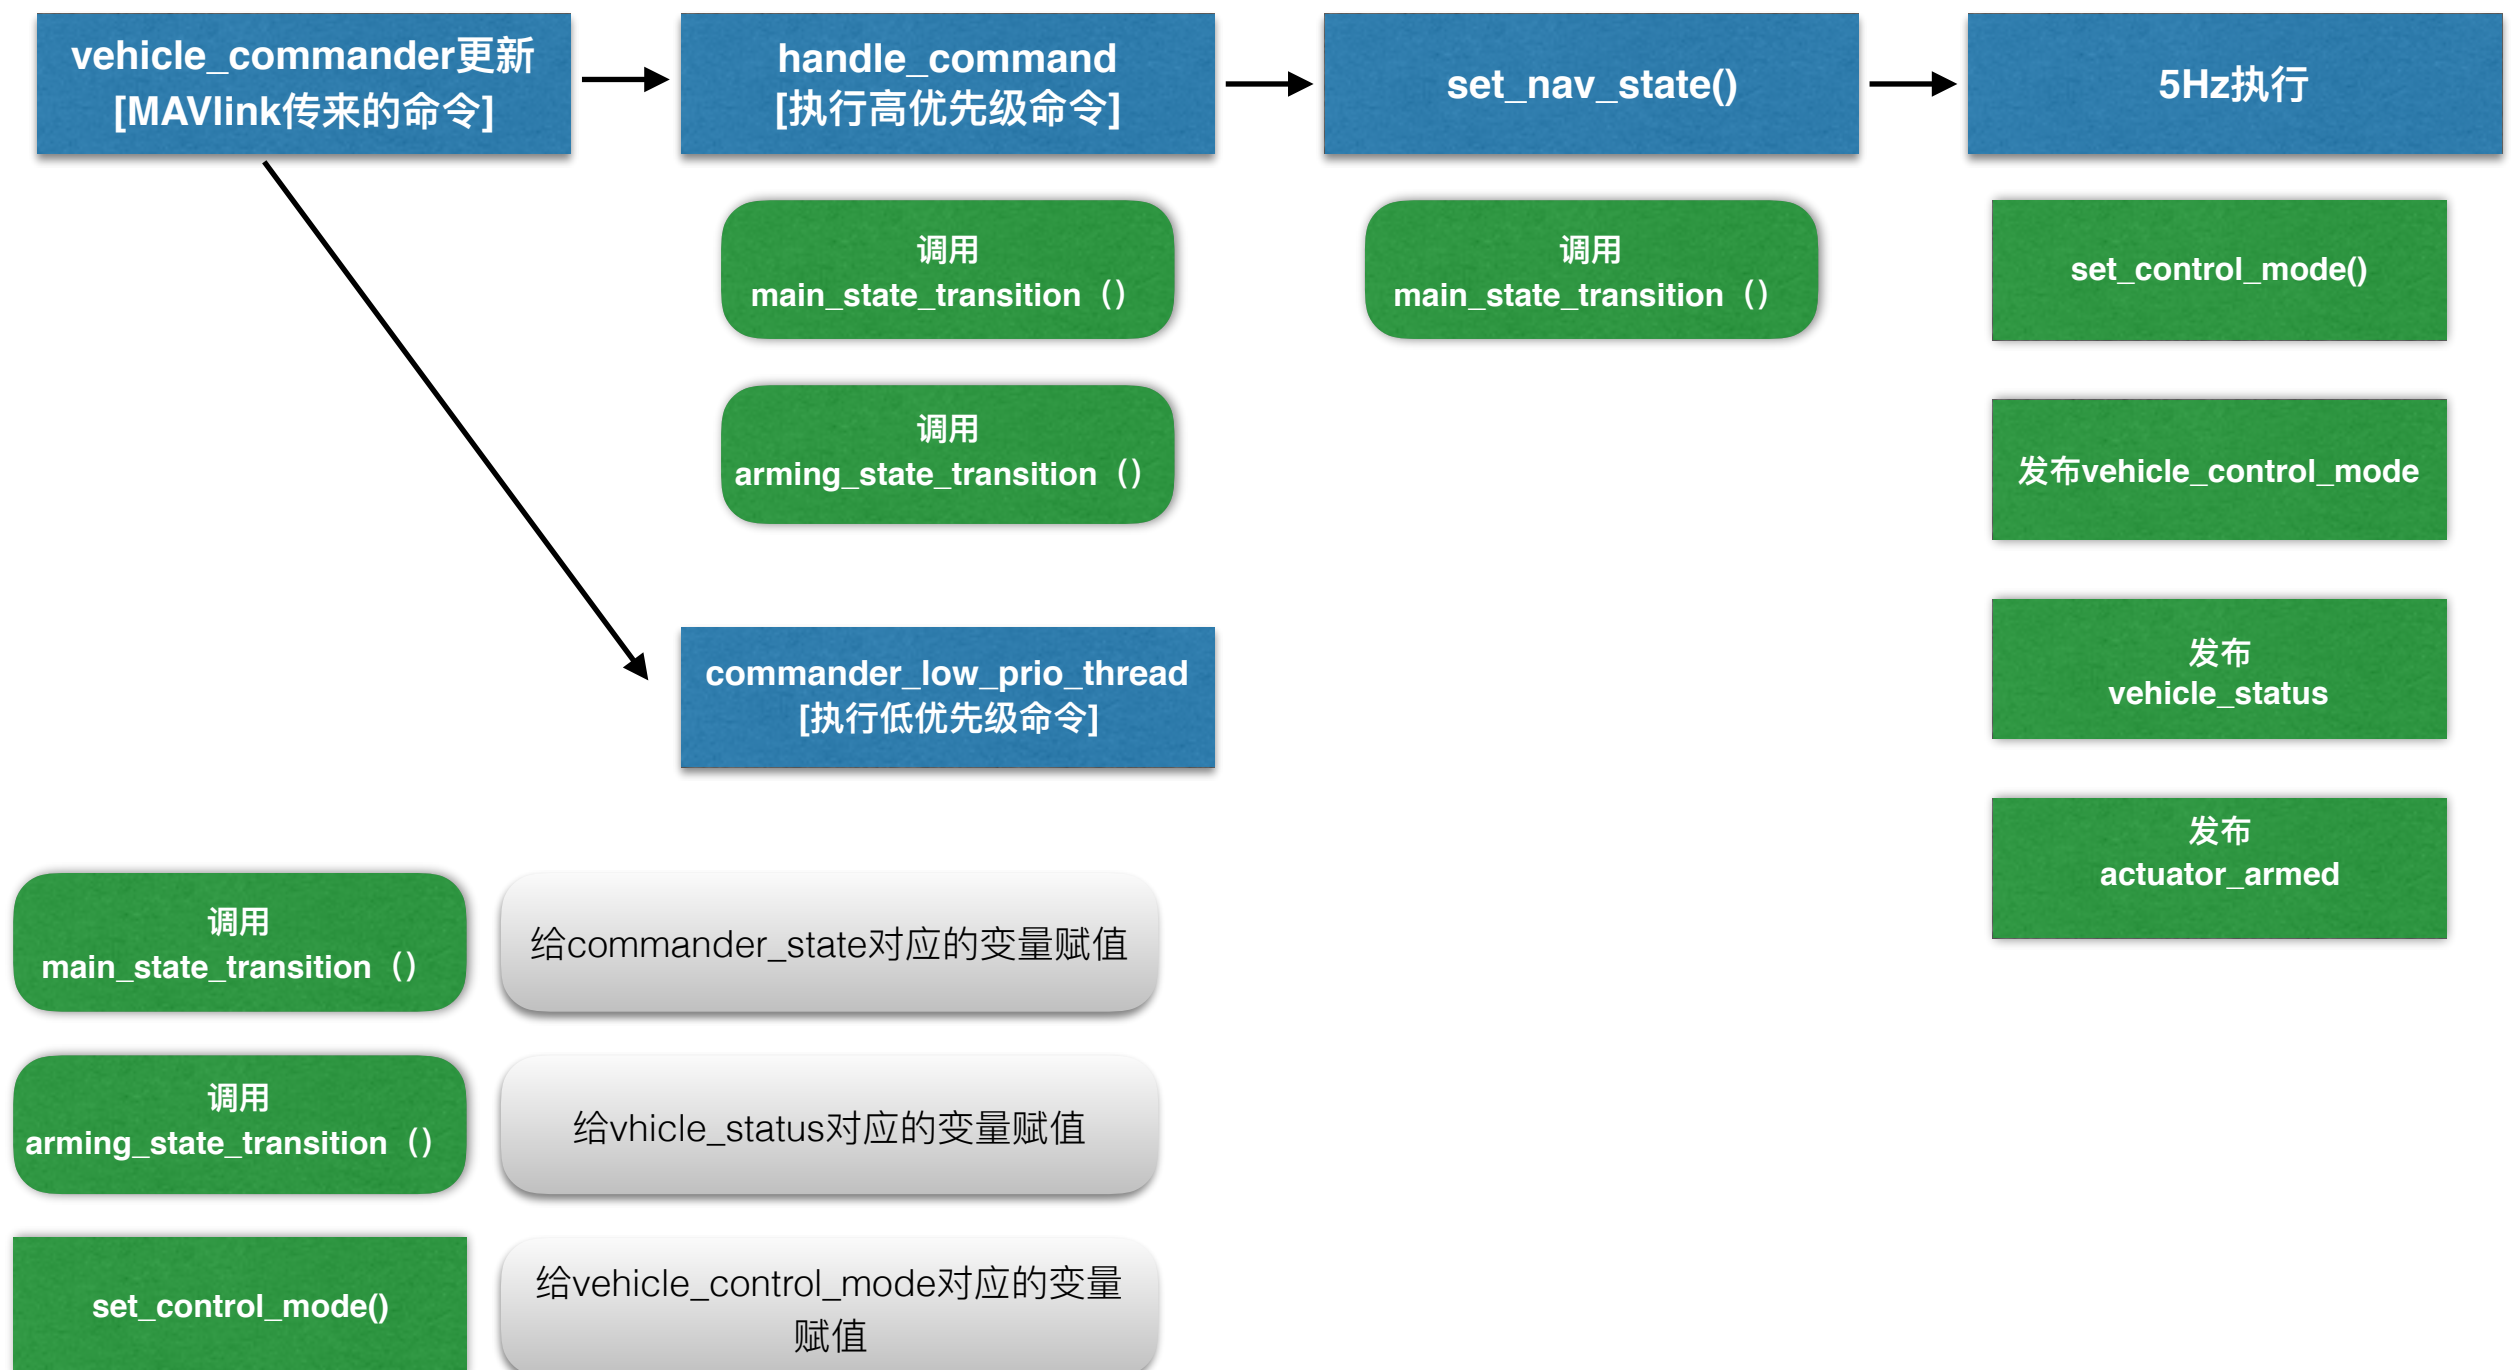 vehicle_commander更新
[MAVlink传来的命令]
handle_command
[执行高优先级命令]
set_nav_state()
5Hz执行
调用
main_state_transition（）
调用
main_state_transition（）
set_control_mode()
调用
arming_state_transition（）
发布vehicle_control_mode
commander_low_prio_thread
[执行低优先级命令]
发布
vehicle_status
发布
actuator_armed
调用
main_state_transition（）
给commander_state对应的变量赋值
调用
arming_state_transition（）
给vhicle_status对应的变量赋值
set_control_mode()
给vehicle_control_mode对应的变量
赋值